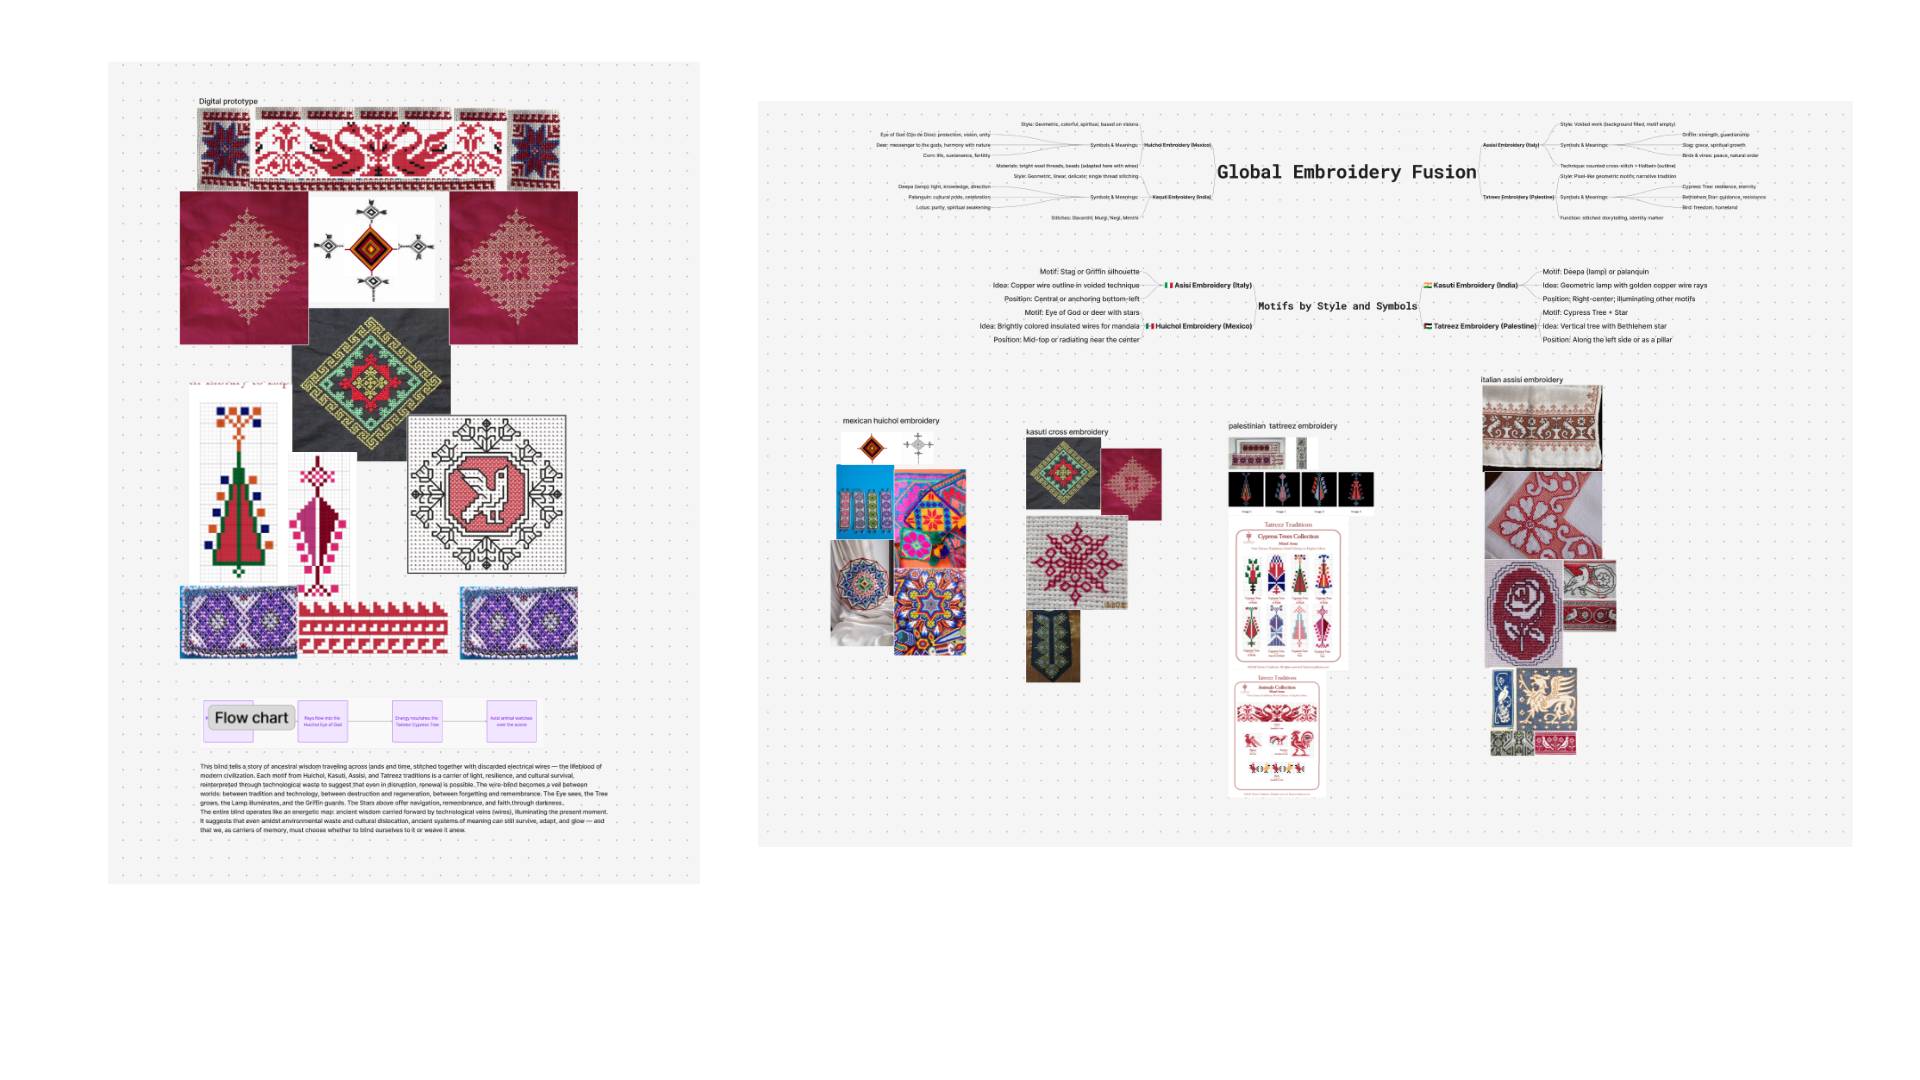 Digital prototype
Flow chart
Rays flow into the
Huichol Eye of God
Energy nourishes the
Tatreez Cypress Tree
Assisi animal watches
over the scene
This blind tells a story of ancestral wisdom traveling across lands and time, stitched together with discarded electrical wires — the lifeblood of
modern civilization. Each motif from Huichol, Kasuti, Assisi, and Tatreez traditions is a carrier of light, resilience, and cultural survival,
reinterpreted through technological waste to suggest that even in disruption, renewal is possible. The wire-blind becomes a veil between
worlds: between tradition and technology, between destruction and regeneration, between forgetting and remembrance. The Eye sees, the Tree
grows, the Lamp illuminates, and the Griffin guards. The Stars above offer navigation, remembrance, and faith through darkness.
The entire blind operates like an energetic map: ancient wisdom carried forward by technological veins (wires), illuminating the present moment.
It suggests that even amidst environmental waste and cultural dislocation, ancient systems of meaning can still survive, adapt, and glow — and
that we, as carriers of memory, must choose whether to blind ourselves to it or weave it anew.
Global Embroidery Fusion
Huichol Embroidery (Mexico)
Style: Geometric, colorful, spiritual, based on visions
Symbols & Meanings:
Eye of God (Ojo de Dios): protection, vision, unity
Deer: messenger to the gods, harmony with nature
Corn: life, sustenance, fertility
Materials: bright wool threads, beads (adapted here with wires)
Kasuti Embroidery (India)
Style: Geometric, linear, delicate; single thread stitching
Symbols & Meanings:
Deepa (lamp): light, knowledge, direction
Palanquin: cultural pride, celebration
Lotus: purity, spiritual awakening
Stitches: Gavanthi, Murgi, Negi, Menthi
Assisi Embroidery (Italy)
Style: Voided work (background filled, motif empty)
Symbols & Meanings:
Griffin: strength, guardianship
Stag: grace, spiritual growth
Birds & vines: peace, natural order
Technique: counted cross-stitch + Holbein (outline)
Tatreez Embroidery (Palestine)
Style: Pixel-like geometric motifs; narrative tradition
Symbols & Meanings:
Cypress Tree: resilience, eternity
Bethlehem Star: guidance, resistance
Bird: freedom, homeland
Function: stitched storytelling, identity marker
Motifs by Style and Symbols
🇮🇹 Asisi Embroidery (Italy)
Motif: Stag or Griffin silhouette
Idea: Copper wire outline in voided technique
Position: Central or anchoring bottom-left
🇲🇽 Huichol Embroidery (Mexico)
Motif: Eye of God or deer with stars
Idea: Brightly colored insulated wires for mandala
Position: Mid-top or radiating near the center
🇮🇳 Kasuti Embroidery (India)
Motif: Deepa (lamp) or palanquin
Idea: Geometric lamp with golden copper wire rays
Position: Right-center; illuminating other motifs
🇵🇸 Tatreez Embroidery (Palestine)
Motif: Cypress Tree + Star
Idea: Vertical tree with Bethlehem star
Position: Along the left side or as a pillar
mexican huichol embroidery
kasuti cross embroidery
palestinian tattreez embroidery
italian assisi embroidery
Tatreez Traditions
Cypress Trees Collection
Tatreez Traditions
Animals Collection